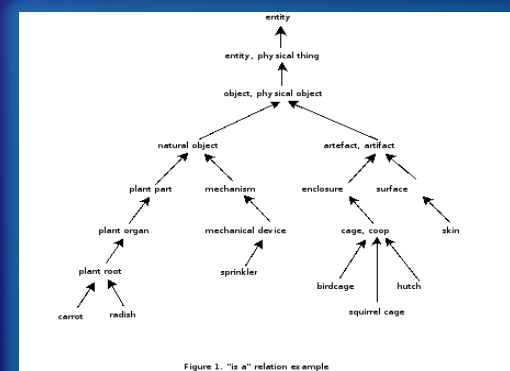 entity
entity, physical thing
object, physical object
natural object
artefact, artifact
plant part
mechanism
enclosure
surface
plant organ
mechanical device
cage, coop
skin
plant root
sprinkler
birdcage
hutch
carrot
radish
squirrel cage
Figure 1. "is a" relation example